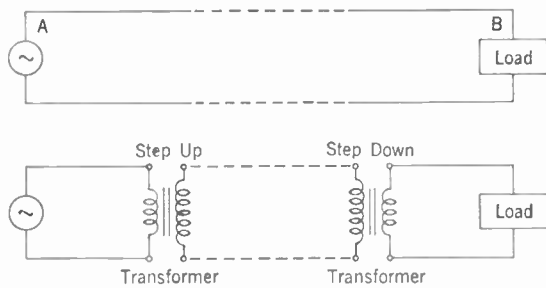 A B
Load
Step Up Step Down
Load
Transformer Transformer